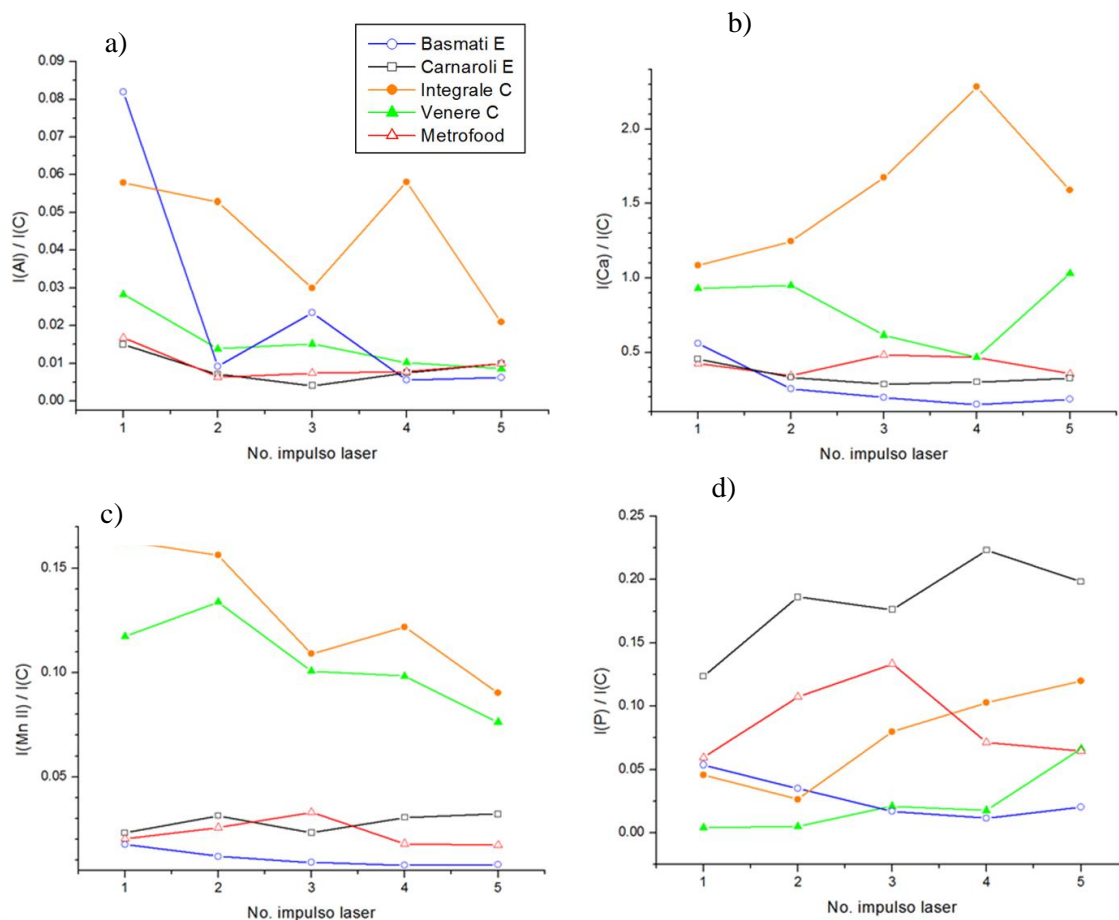 a)
Basmati E
Carnaroli E
Integrale C
Venere C
Metrofood
0.09
0.08
0.07
0.06
0.05
0.04
0.03
0.02
0.01
0.00
I(Al) / I(C)
1 2 3 4 5
No. impulso laser
b)
2.0
1.5
1.0
0.5
I(Ca) / I(C)
1 2 3 4 5
No. impulso laser
c)
0.15
0.10
0.05
I(Mn II) / I(C)
1 2 3 4 5
No. impulso laser
d)
0.25
0.20
0.15
0.10
0.05
0.00
I(P) / I(C)
1 2 3 4 5
No. impulso laser